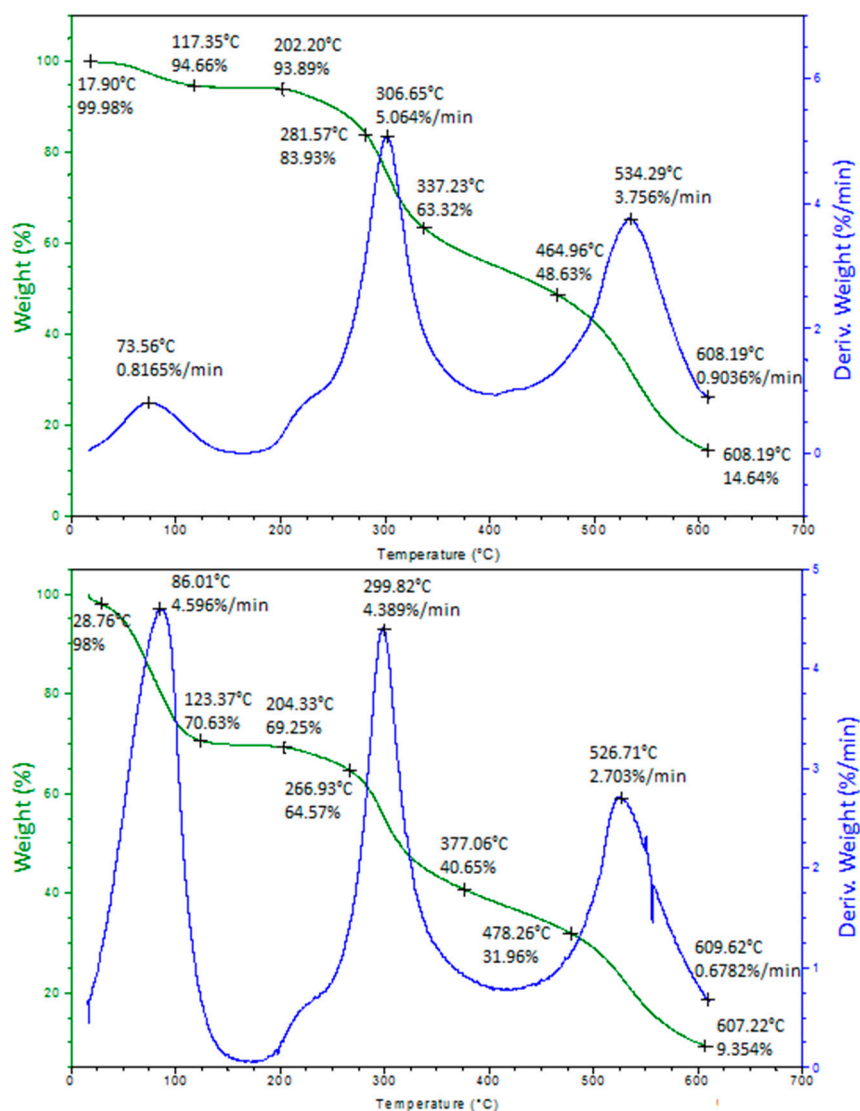 117.35°C
94.66%
202.20°C
93.89%
17.90°C
99.98%
306.65°C
5.064%/min
281.57°C
83.93%
337.23°C
63.32%
534.29°C
3.756%/min
464.96°C
48.63%
73.56°C
0.8165%/min
608.19°C
0.9036%/min
608.19°C
14.64%
Weight (%)
100
80
60
40
20
0
Deriv. Weight (%/min)
6
4
2
0
0 100 200 300 400 500 600 700
Temperature (°C)
86.01°C
4.596%/min
299.82°C
4.389%/min
28.76°C
98%
123.37°C
70.63%
204.33°C
69.25%
266.93°C
64.57%
526.71°C
2.703%/min
377.06°C
40.65%
478.26°C
31.96%
609.62°C
0.6782%/min
607.22°C
9.354%
Weight (%)
100
80
60
40
20
Deriv. Weight (%/min)
5
4
3
2
1
0
0 100 200 300 400 500 600 700
Temperature (°C)